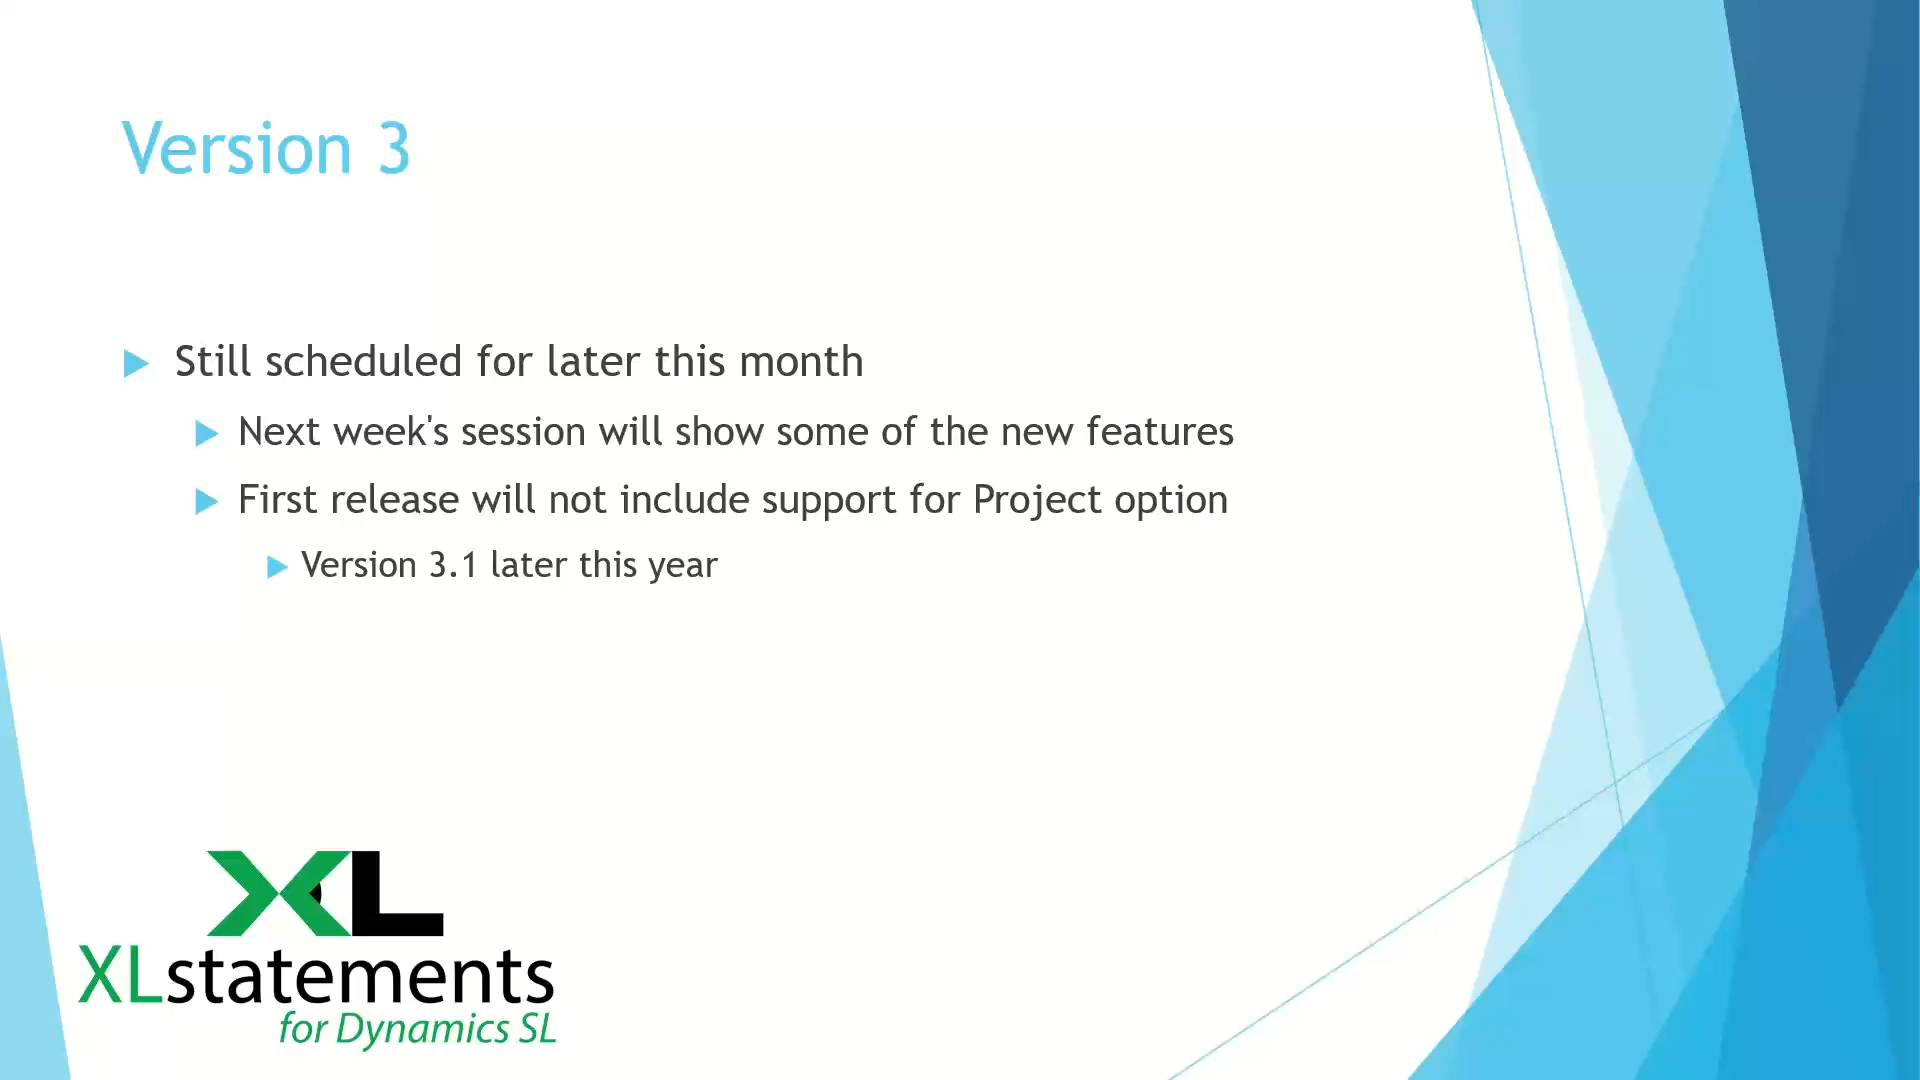 Version 3
Still scheduled for later this month
Next week's session will show some of the new features
First release will not include support for Project option
Version 3.1 later this year
XL
XLstatements
for Dynamics SL